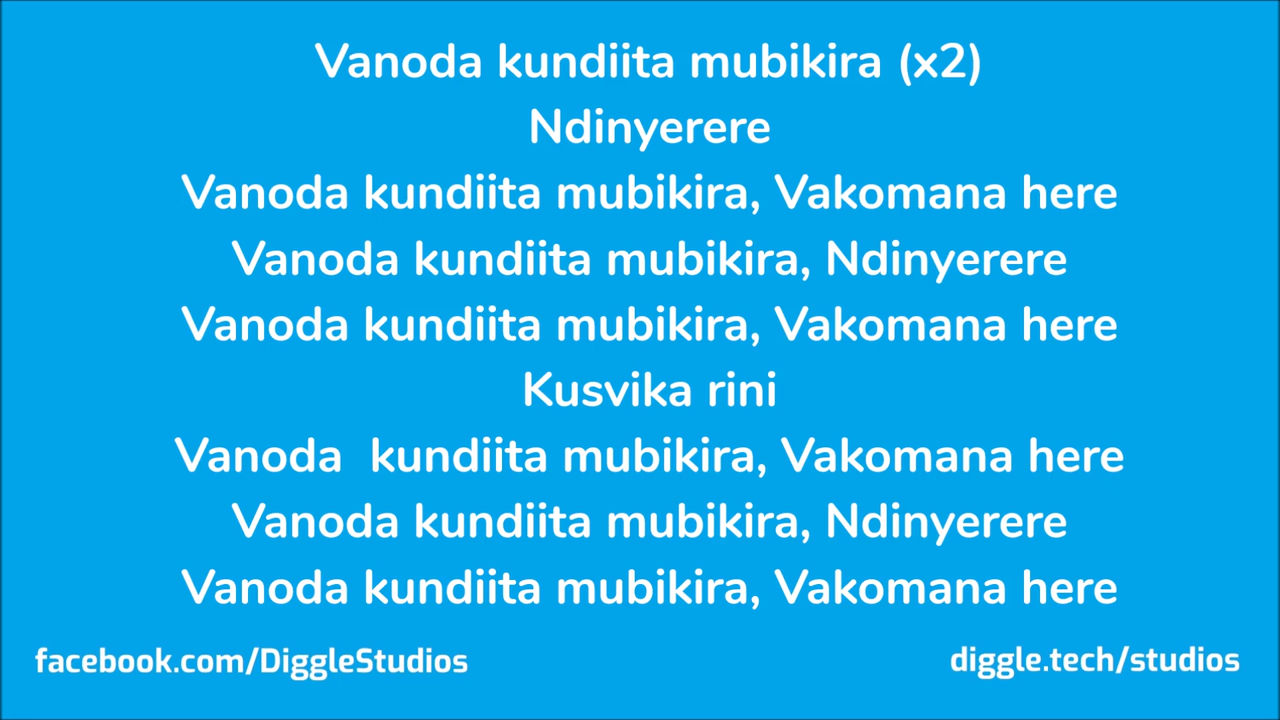 Vanoda kundiita mubikira (x2)
Ndinyerere
Vanoda kundiita mubikira, Vakomana here
Vanoda kundiita mubikira, Ndinyerere
Vanoda kundiita mubikira, Vakomana here
Kusvika rini
Vanoda  kundiita mubikira, Vakomana here
Vanoda kundiita mubikira, Ndinyerere
Vanoda kundiita mubikira, Vakomana here
facebook.com/DiggleStudios
diggle.tech/studios